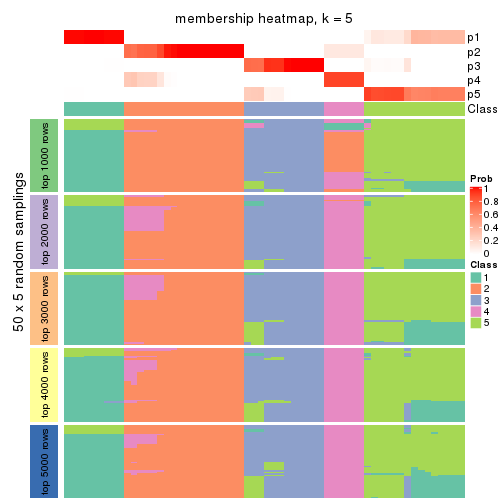 membership heatmap, k = 5
p1
p2
p3
p4
p5
Class
50 x 5 random samplings
top 1000 rows
top 2000 rows
top 3000 rows
top 4000 rows
top 5000 rows
Prob
1
0.8
0.6
0.4
0.2
0
Class
1
2
3
4
5